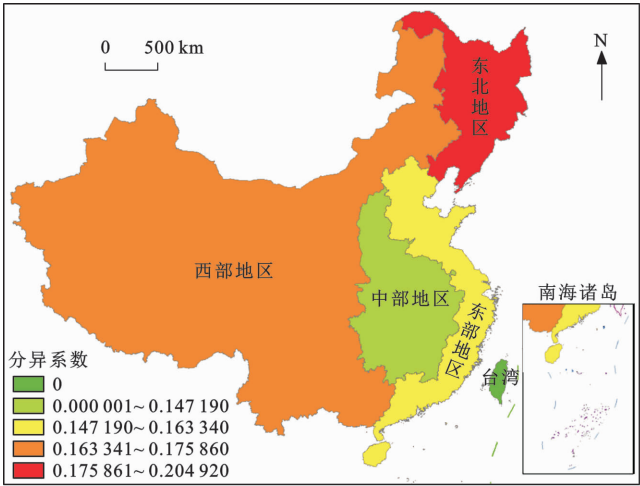 0 500 km
N
东北地区
西部地区
中部地区
东部地区
台湾
南海诸岛
分异系数
0
0.000 001~0.147 190
0.147 190~0.163 340
0.163 341~0.175 860
0.175 861~0.204 920